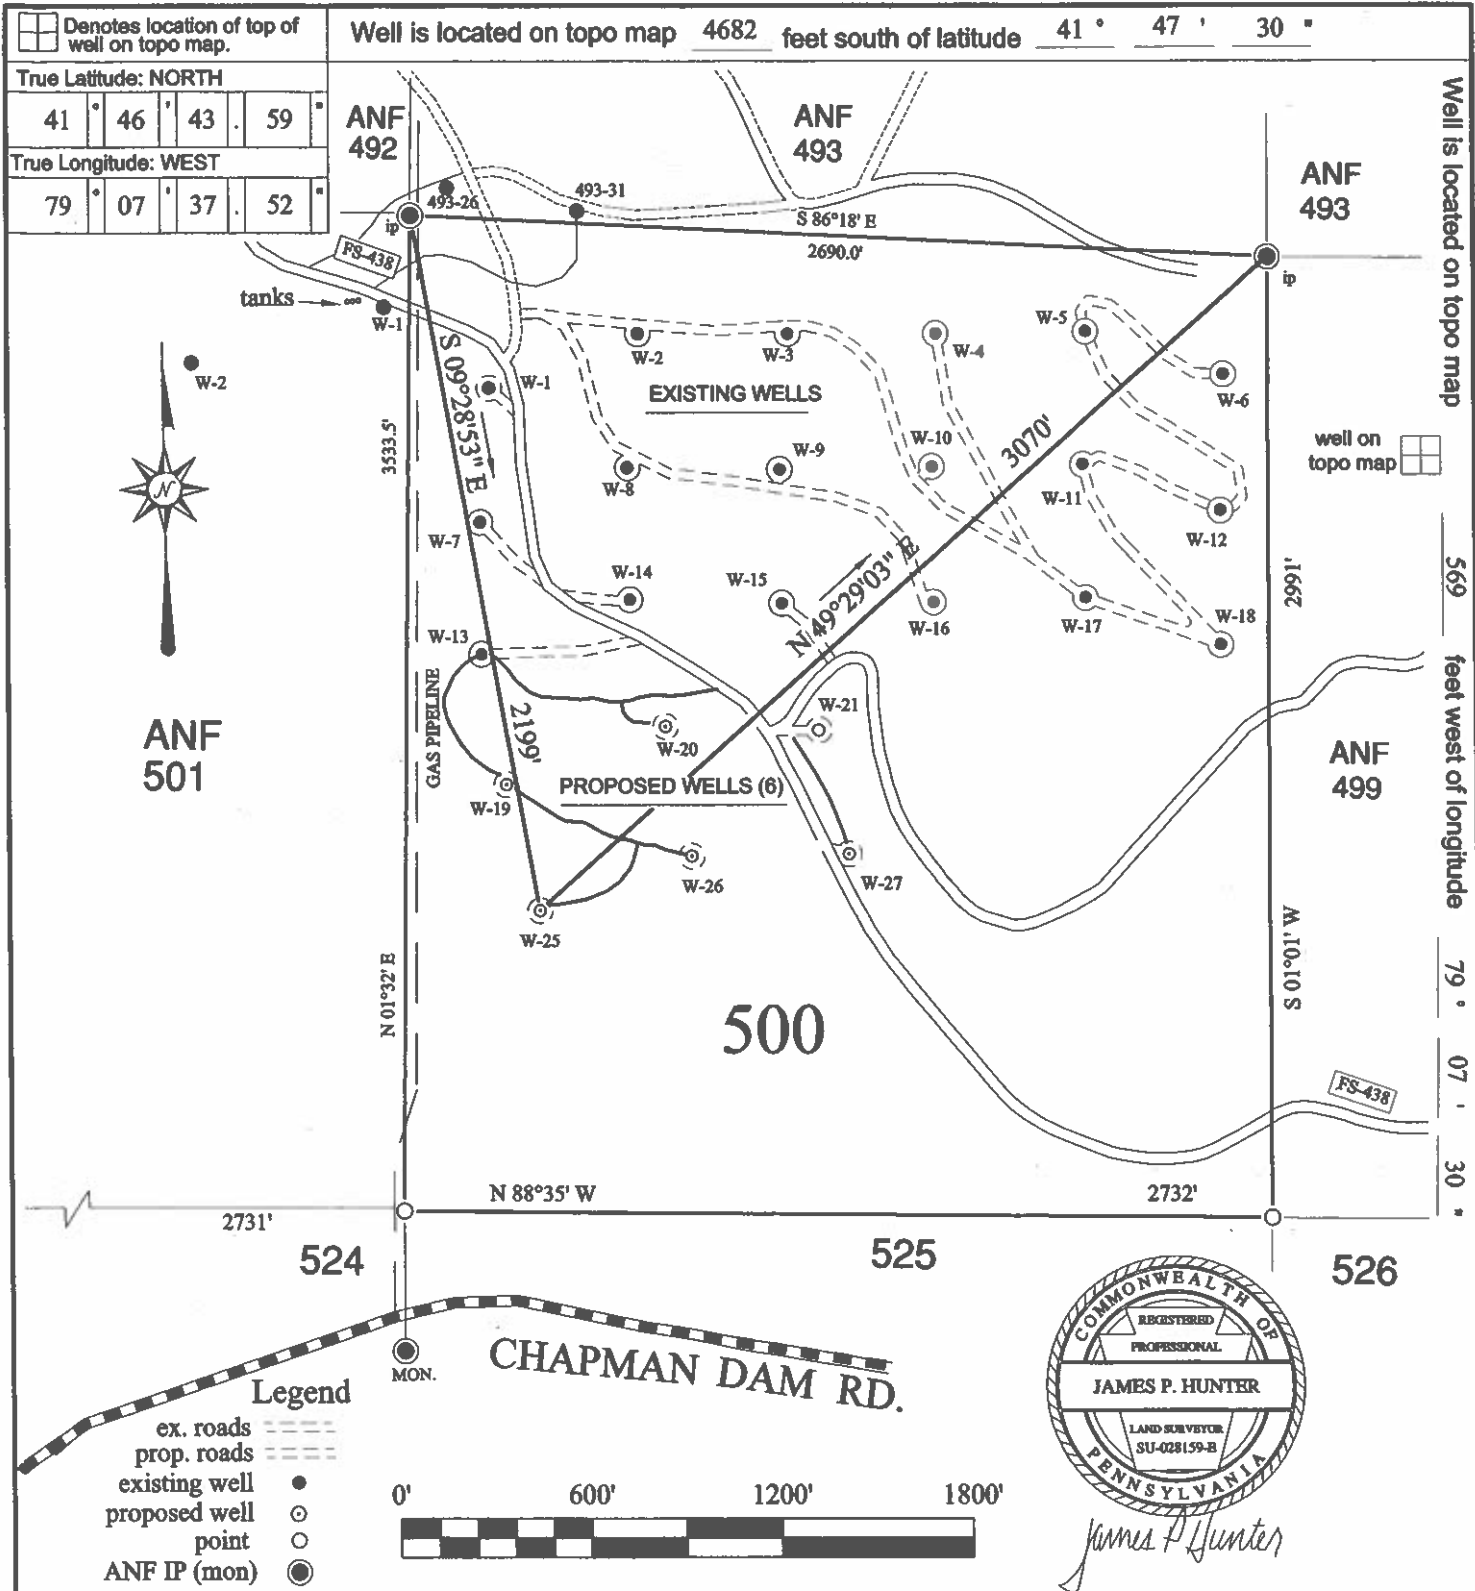 Denotes location of top of
well on topo map.
Well is located on topo map 4682 feet south of latitude 41 ° 47 ' 30 "
True Latitude: NORTH
41 ° 46 ' 43 . 59 "
True Longitude: WEST
79 ° 07 ' 37 . 52 "
Well is located on topo map 569 feet west of longitude 79 ° 07 ' 30 "
ANF
492
ANF
493
ANF
493
493-26
493-31
ip
S 86°18' E
2690.0'
ip
FS-438
tanks
W-1
W-2
W-1
W-2
W-3
W-4
W-5
W-6
EXISTING WELLS
S 09°28'53" E
3533.5'
3070'
well on
topo map
W-7
W-8
W-9
W-10
W-11
W-12
N
N 49°29'03" E
2991'
W-13
W-14
W-15
W-16
W-17
W-18
GAS PIPELINE
2199'
W-20
W-21
ANF
501
PROPOSED WELLS (6)
ANF
499
W-19
W-26
W-27
W-25
N 01°32' E
S 01°01' W
500
FS-438
N 88°35' W
2732'
2731'
524
525
526
MON.
CHAPMAN DAM RD.
Legend
ex. roads
prop. roads
existing well
proposed well
point
ANF IP (mon)
0' 600' 1200' 1800'
COMMONWEALTH OF
REGISTERED
PROFESSIONAL
JAMES P. HUNTER
LAND SURVEYOR
SU-028159-B
PENNSYLVANIA
James P Hunter